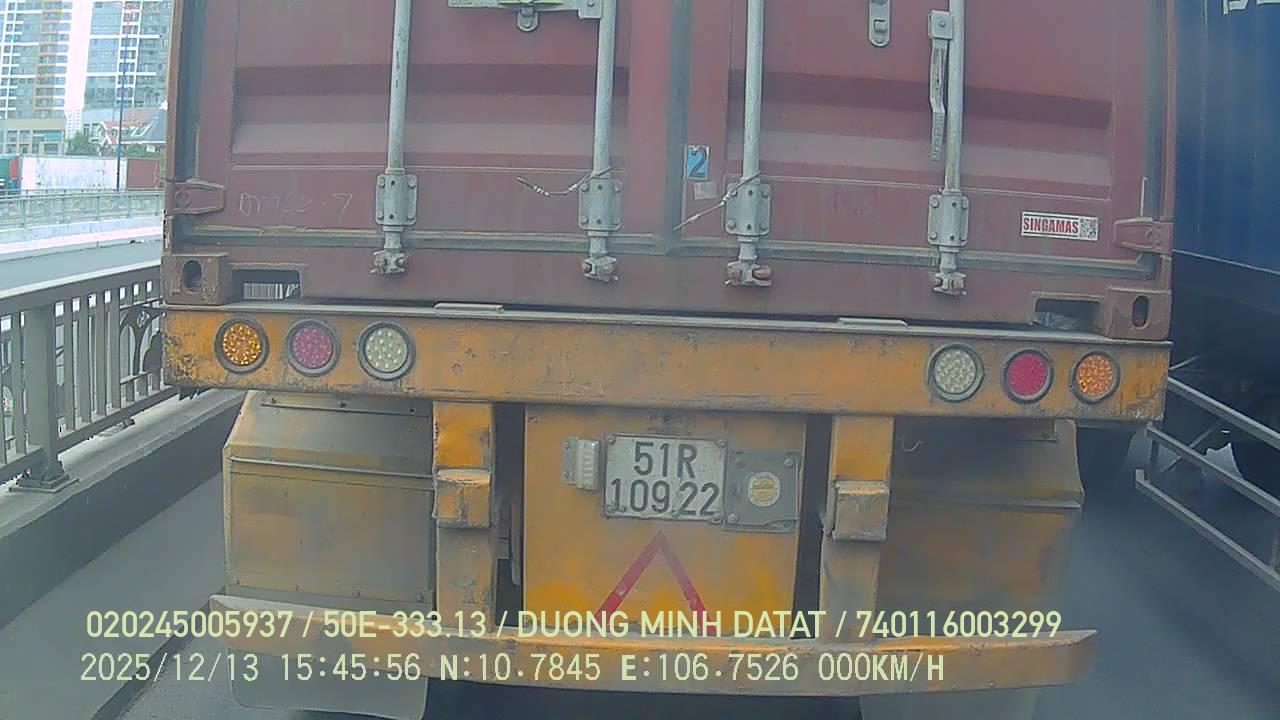 2
SINGAMAS
51R
109.22
020245005937 / 50E-333.13 / DUONG MINH DATAT / 740116003299
2025/12/13 15:45:56 N:10.7845 E:106.7526 000KM/H